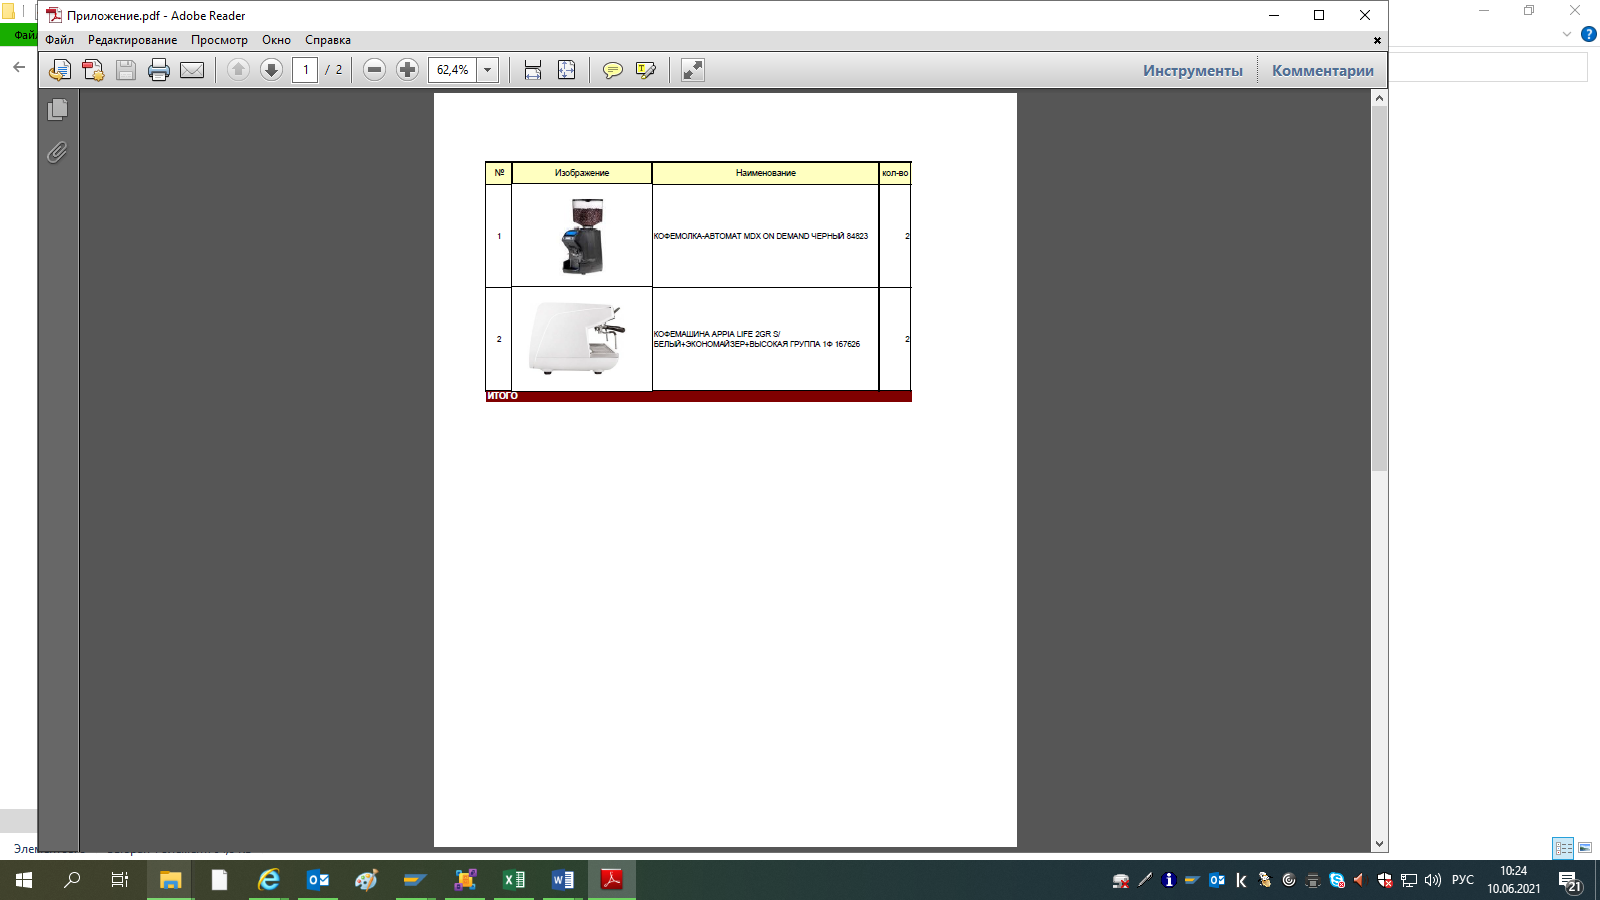 Приложение.pdf - Adobe Reader
Файл
Файл Редактирование Просмотр Окно Справка
1 / 2
62,4%
Инструменты Комментарии
№ Изображение Наименование кол-во
1 КОФЕМОЛКА-АВТОМАТ MDX ON DEMAND ЧЕРНЫЙ 84823 2
КОФЕМАШИНА APPIA LIFE 2GR S/
2 БЕЛЫЙ+ЭКОНОМАЙЗЕР+ВЫСОКАЯ ГРУППА 1Ф 167626 2
ИТОГО
РУС
10:24
10.06.2021
21